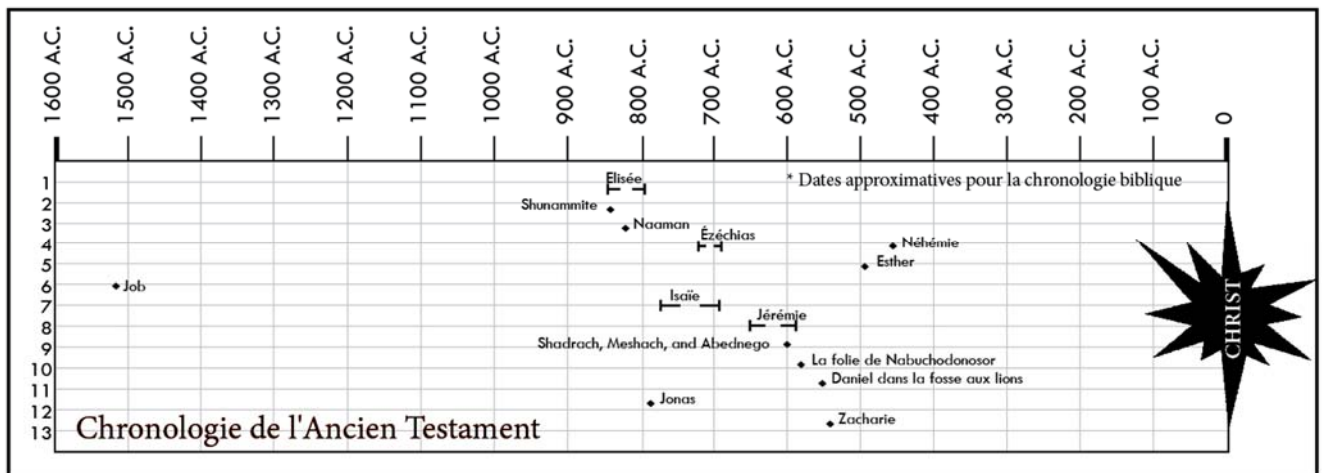 1600 A.C.
1500 A.C.
1400 A.C.
1300 A.C.
1200 A.C.
1100 A.C.
1000 A.C.
900 A.C.
800 A.C.
700 A.C.
600 A.C.
500 A.C.
400 A.C.
300 A.C.
200 A.C.
100 A.C.
0
1
Elisée
* Dates approximatives pour la chronologie biblique
2
Shunammite
3
Naaman
4
Ézéchias
Néhémie
5
Esther
6
Job
7
Isaïe
8
Jérémie
9
Shadrach, Meshach, and Abednego
10
La folie de Nabuchodonosor
11
Daniel dans la fosse aux lions
12
Jonas
13
Zacharie
Chronologie de l'Ancien Testament
CHRIST